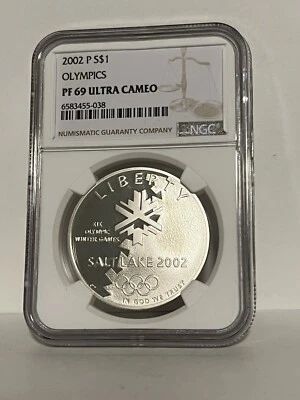 2002 P S$1
OLYMPICS
PF 69 ULTRA CAMEO
6583455-038
NUMISMATIC GUARANTY COMPANY
NGC
LIBERTY
XIX
OLYMPIC
WINTER GAMES
SALT LAKE 2002
IN GOD WE TRUST